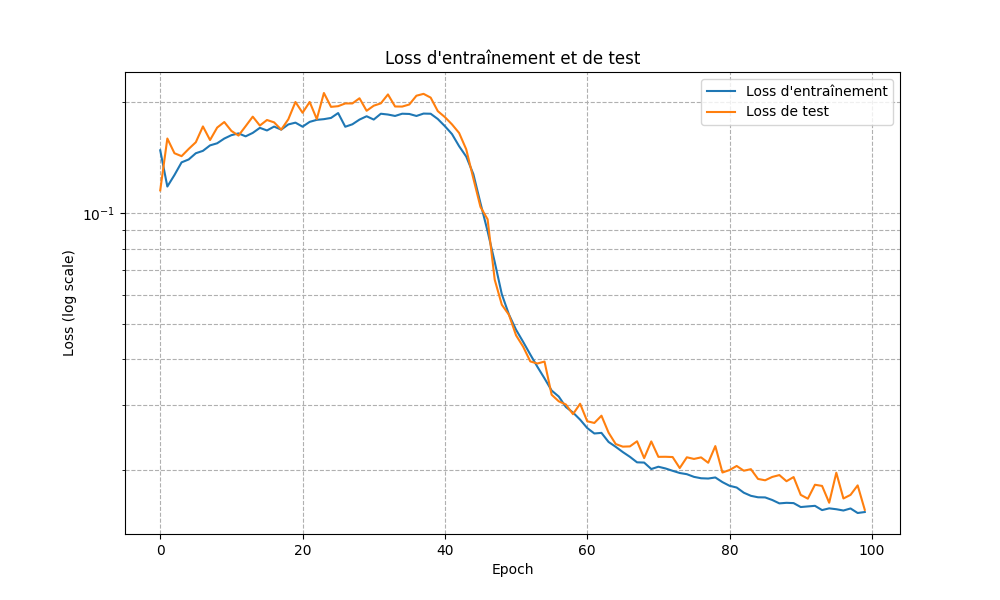 Loss d'entraînement et de test
Loss d'entraînement
Loss de test
10⁻¹
Loss (log scale)
0 20 40 60 80 100
Epoch